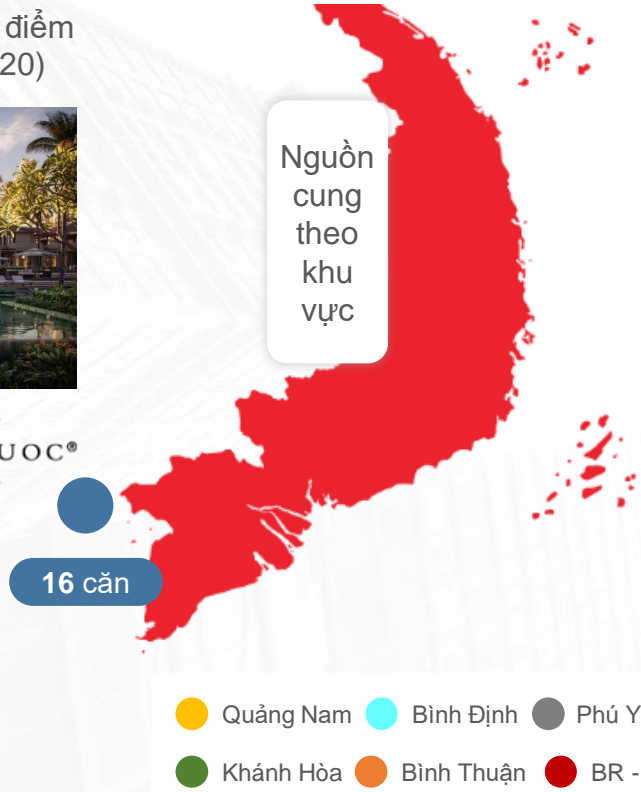 điểm
20)
Nguồn
cung
theo
khu
vực
UOC®
16 căn
Quảng Nam Bình Định Phú Y
Khánh Hòa Bình Thuận BR -